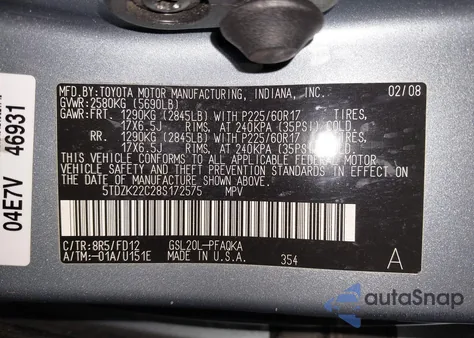 MFD.BY:TOYOTA MOTOR MANUFACTURING, INDIANA, INC. 02/08
GVWR:2580KG (5690LB)
GAWR:FRT. 1290KG (2845LB) WITH P225/60R17 TIRES,
17X6.5J RIMS, AT 240KPA (35PSI) COLD.
RR. 1290KG (2845LB) WITH P225/60R17 TIRES,
17X6.5J RIMS, AT 240KPA (35PSI) COLD.
THIS VEHICLE CONFORMS TO ALL APPLICABLE FEDERAL MOTOR
VEHICLE SAFETY AND THEFT PREVENTION STANDARDS IN EFFECT ON
THE DATE OF MANUFACTURE SHOWN ABOVE.
5TDZK22C28S172575 MPV
C/TR:8R5/FD12 GSL20L-PFAQKA
A/TM:-01A/U151E MADE IN U.S.A. 354 A
04E7V 46931
autoSnap